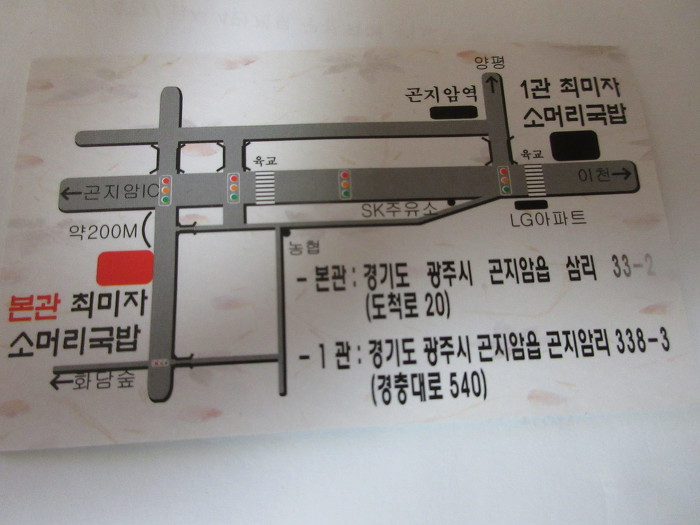 양평
곤지암역
1관 최미자
소머리국밥
육교
육교
←곤지암IC
이천→
SK주유소
LG아파트
약200M
농협
본관 최미자
소머리국밥
←화담숲
- 본관 : 경기도 광주시 곤지암읍 삼리 33-2
(도척로 20)
- 1 관 : 경기도 광주시 곤지암읍 곤지암리 338-3
(경충대로 540)